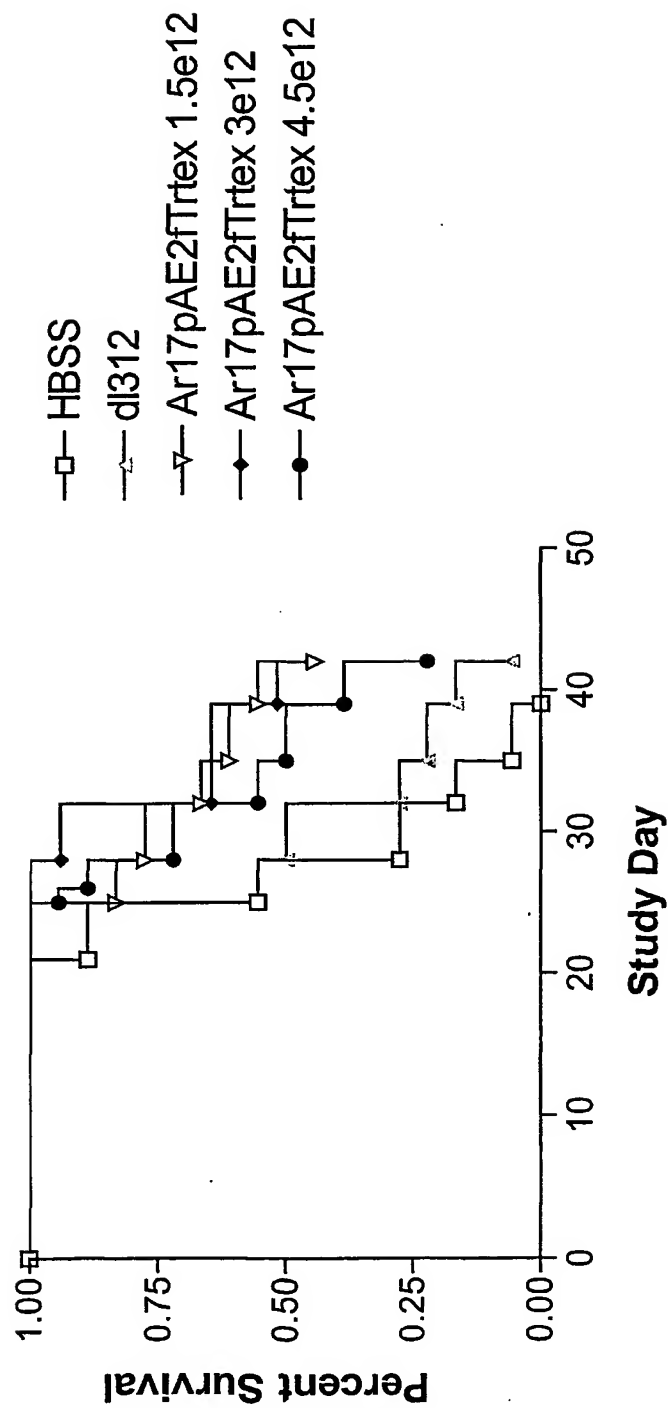 HBSS
dl312
Ar17pAE2fTrtex 1.5e12
Ar17pAE2fTrtex 3e12
Ar17pAE2fTrtex 4.5e12
Percent Survival
1.00
0.75
0.50
0.25
0.00
0
10
20
30
40
50
Study Day